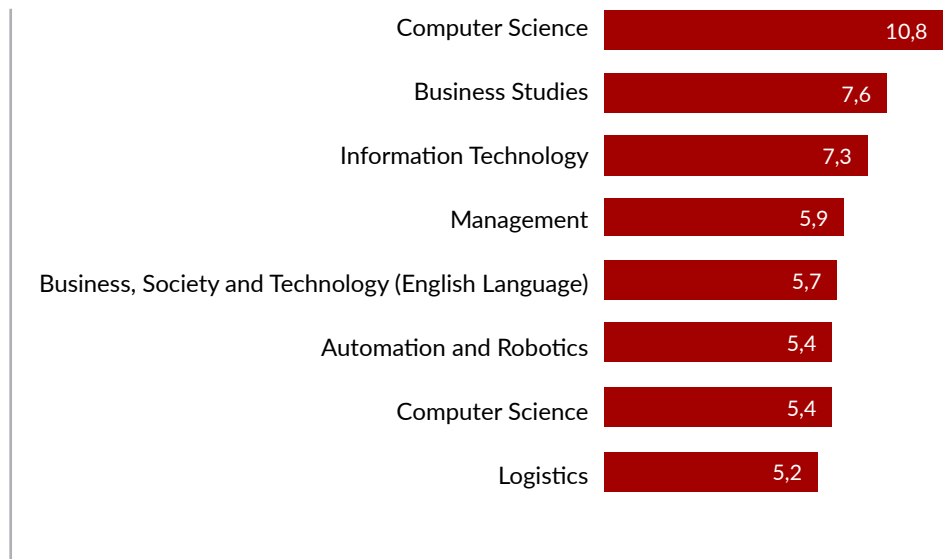 Computer Science 10,8
Business Studies 7,6
Information Technology 7,3
Management 5,9
Business, Society and Technology (English Language) 5,7
Automation and Robotics 5,4
Computer Science 5,4
Logistics 5,2